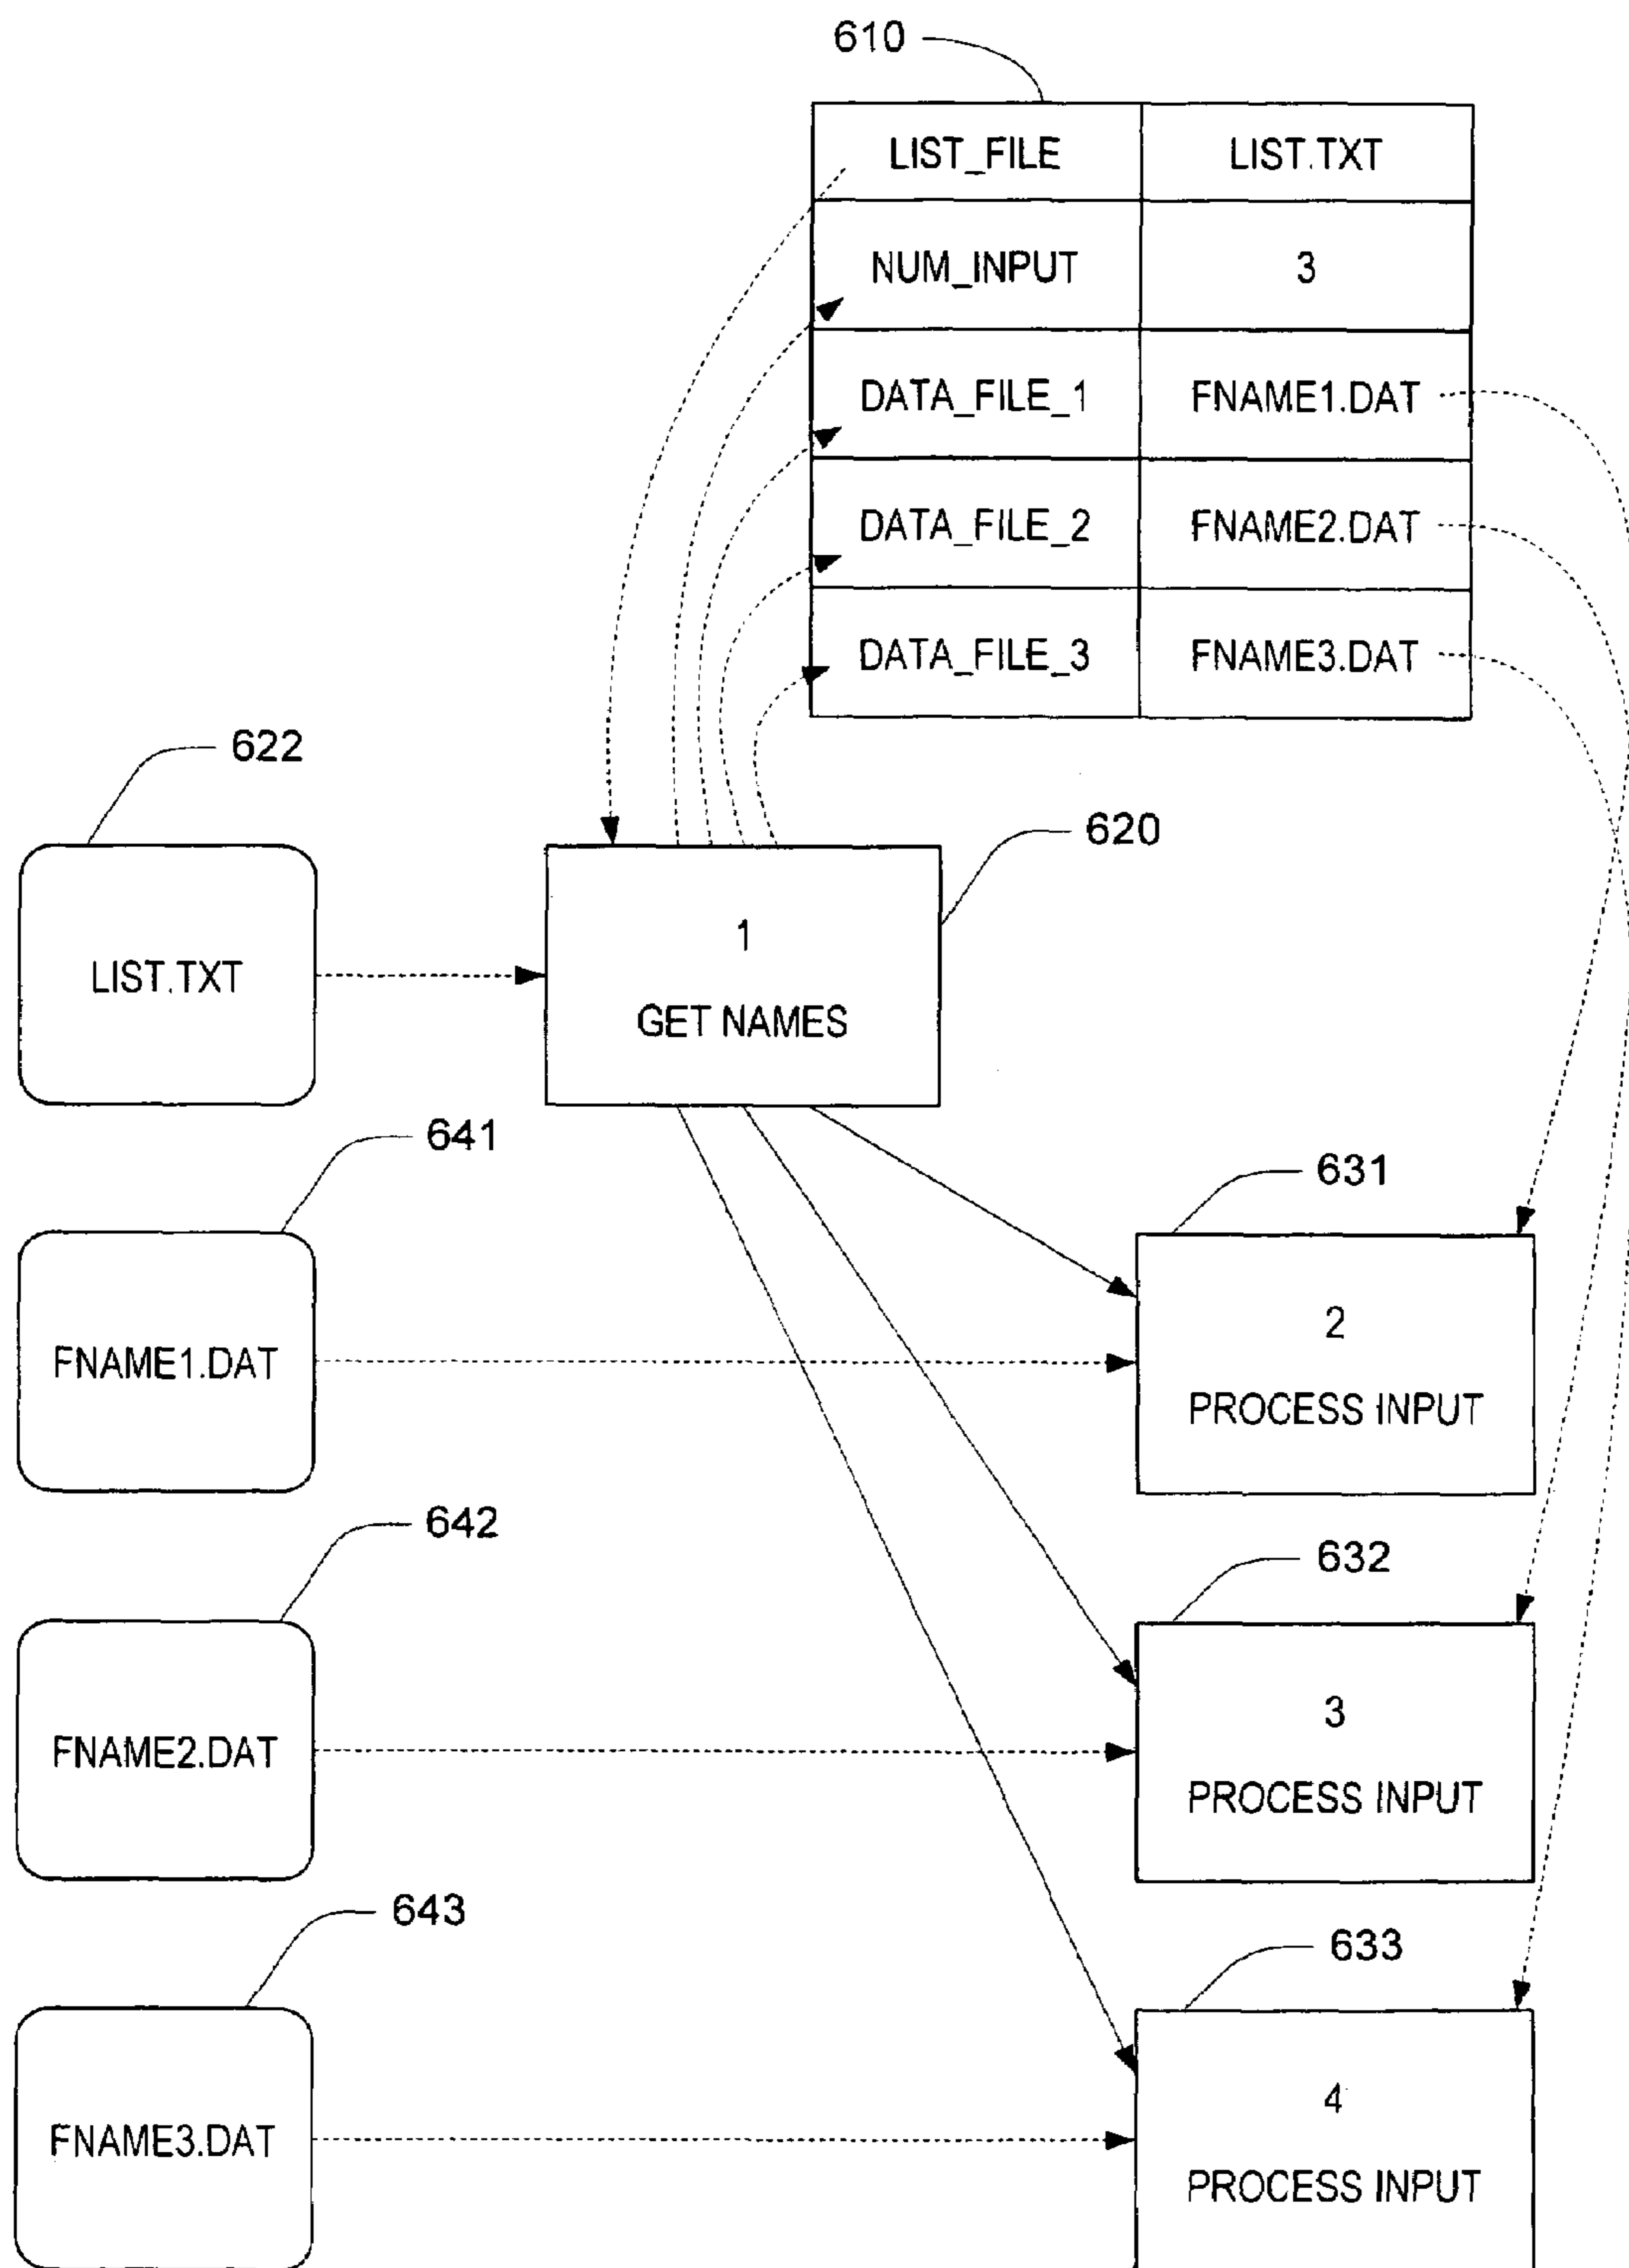 610
LIST_FILE LIST.TXT
NUM_INPUT 3
DATA_FILE_1 FNAME1.DAT
DATA_FILE_2 FNAME2.DAT
DATA_FILE_3 FNAME3.DAT
622
620
LIST.TXT
1
GET NAMES
641
631
FNAME1.DAT
2
PROCESS INPUT
642
632
FNAME2.DAT
3
PROCESS INPUT
643
633
FNAME3.DAT
4
PROCESS INPUT